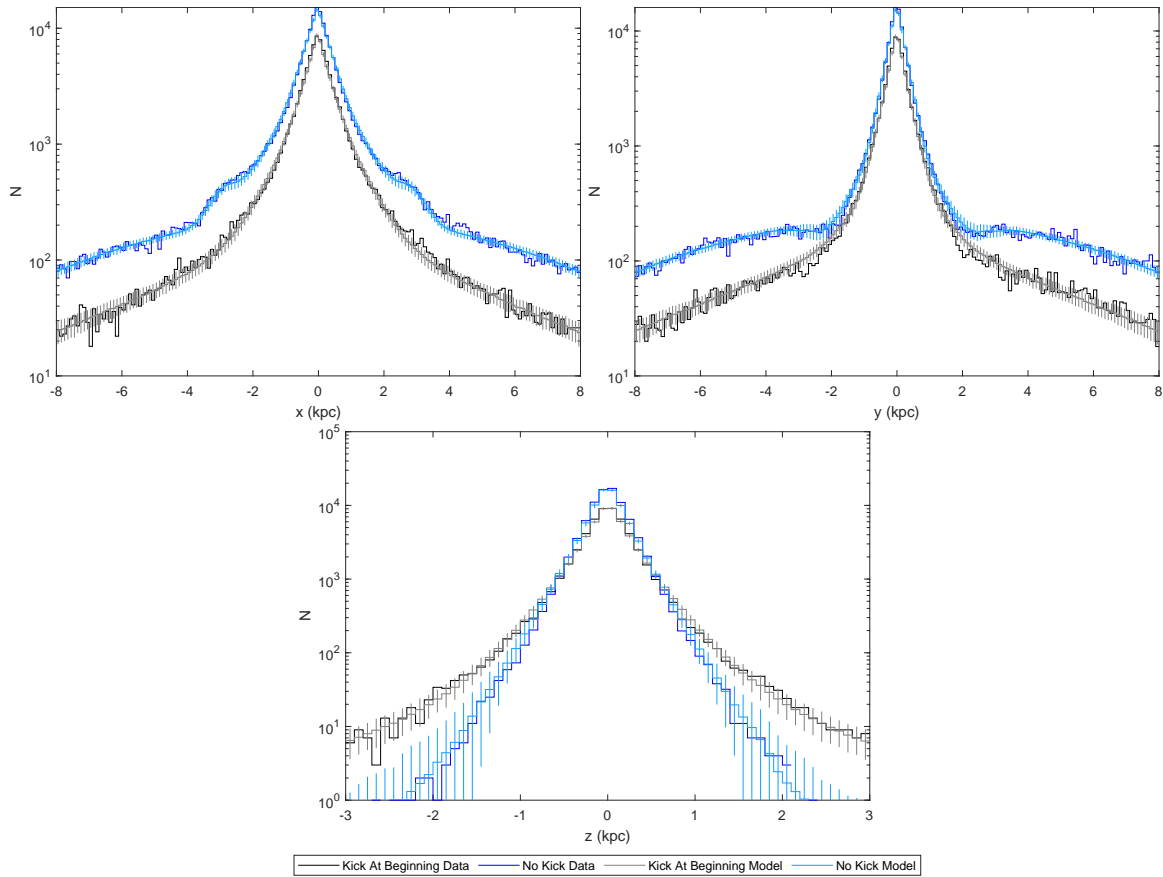 10^4
10^3
10^2
10^1
N
-8 -6 -4 -2 0 2 4 6 8
x (kpc)
10^4
10^3
10^2
10^1
N
-8 -6 -4 -2 0 2 4 6 8
y (kpc)
10^5
10^4
10^3
10^2
10^1
10^0
N
-3 -2 -1 0 1 2 3
z (kpc)
Kick At Beginning Data No Kick Data Kick At Beginning Model No Kick Model